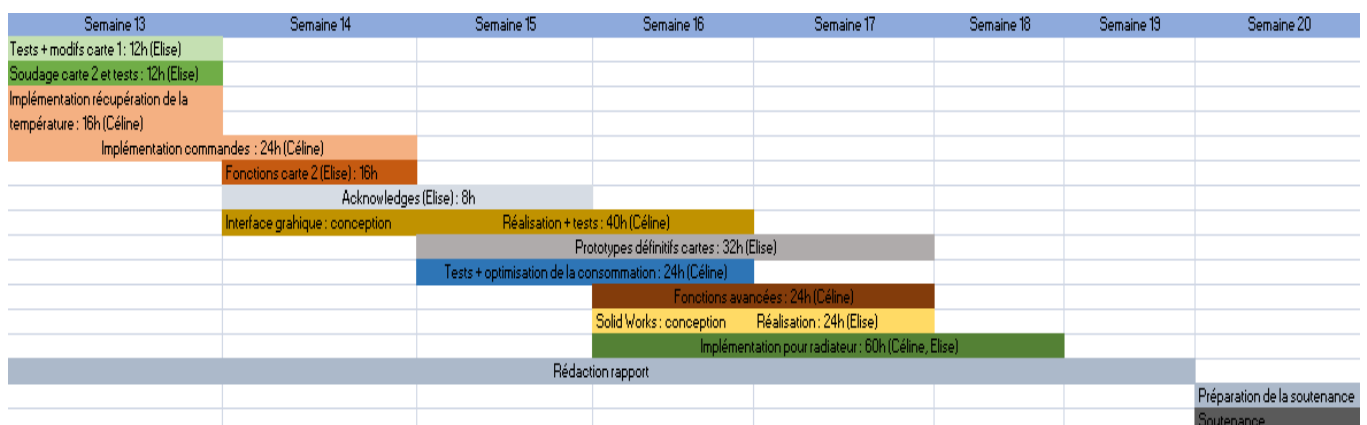 Semaine 13 Semaine 14 Semaine 15 Semaine 16 Semaine 17 Semaine 18 Semaine 19 Semaine 20
Tests + modifs carte 1 : 12h (Elise)
Soudage carte 2 et tests : 12h (Elise)
Implémentation récupération de la
température : 16h (Céline)
Implémentation commandes : 24h (Céline)
Fonctions carte 2 (Elise) : 16h
Acknowledges (Elise) : 8h
Interface grahique : conception Réalisation + tests : 40h (Céline)
Prototypes définitifs cartes : 32h (Elise)
Tests + optimisation de la consommation : 24h (Céline)
Fonctions avancées : 24h (Céline)
Solid Works : conception Réalisation : 24h (Elise)
Implémentation pour radiateur : 60h (Céline, Elise)
Rédaction rapport
Préparation de la soutenance
Soutenance